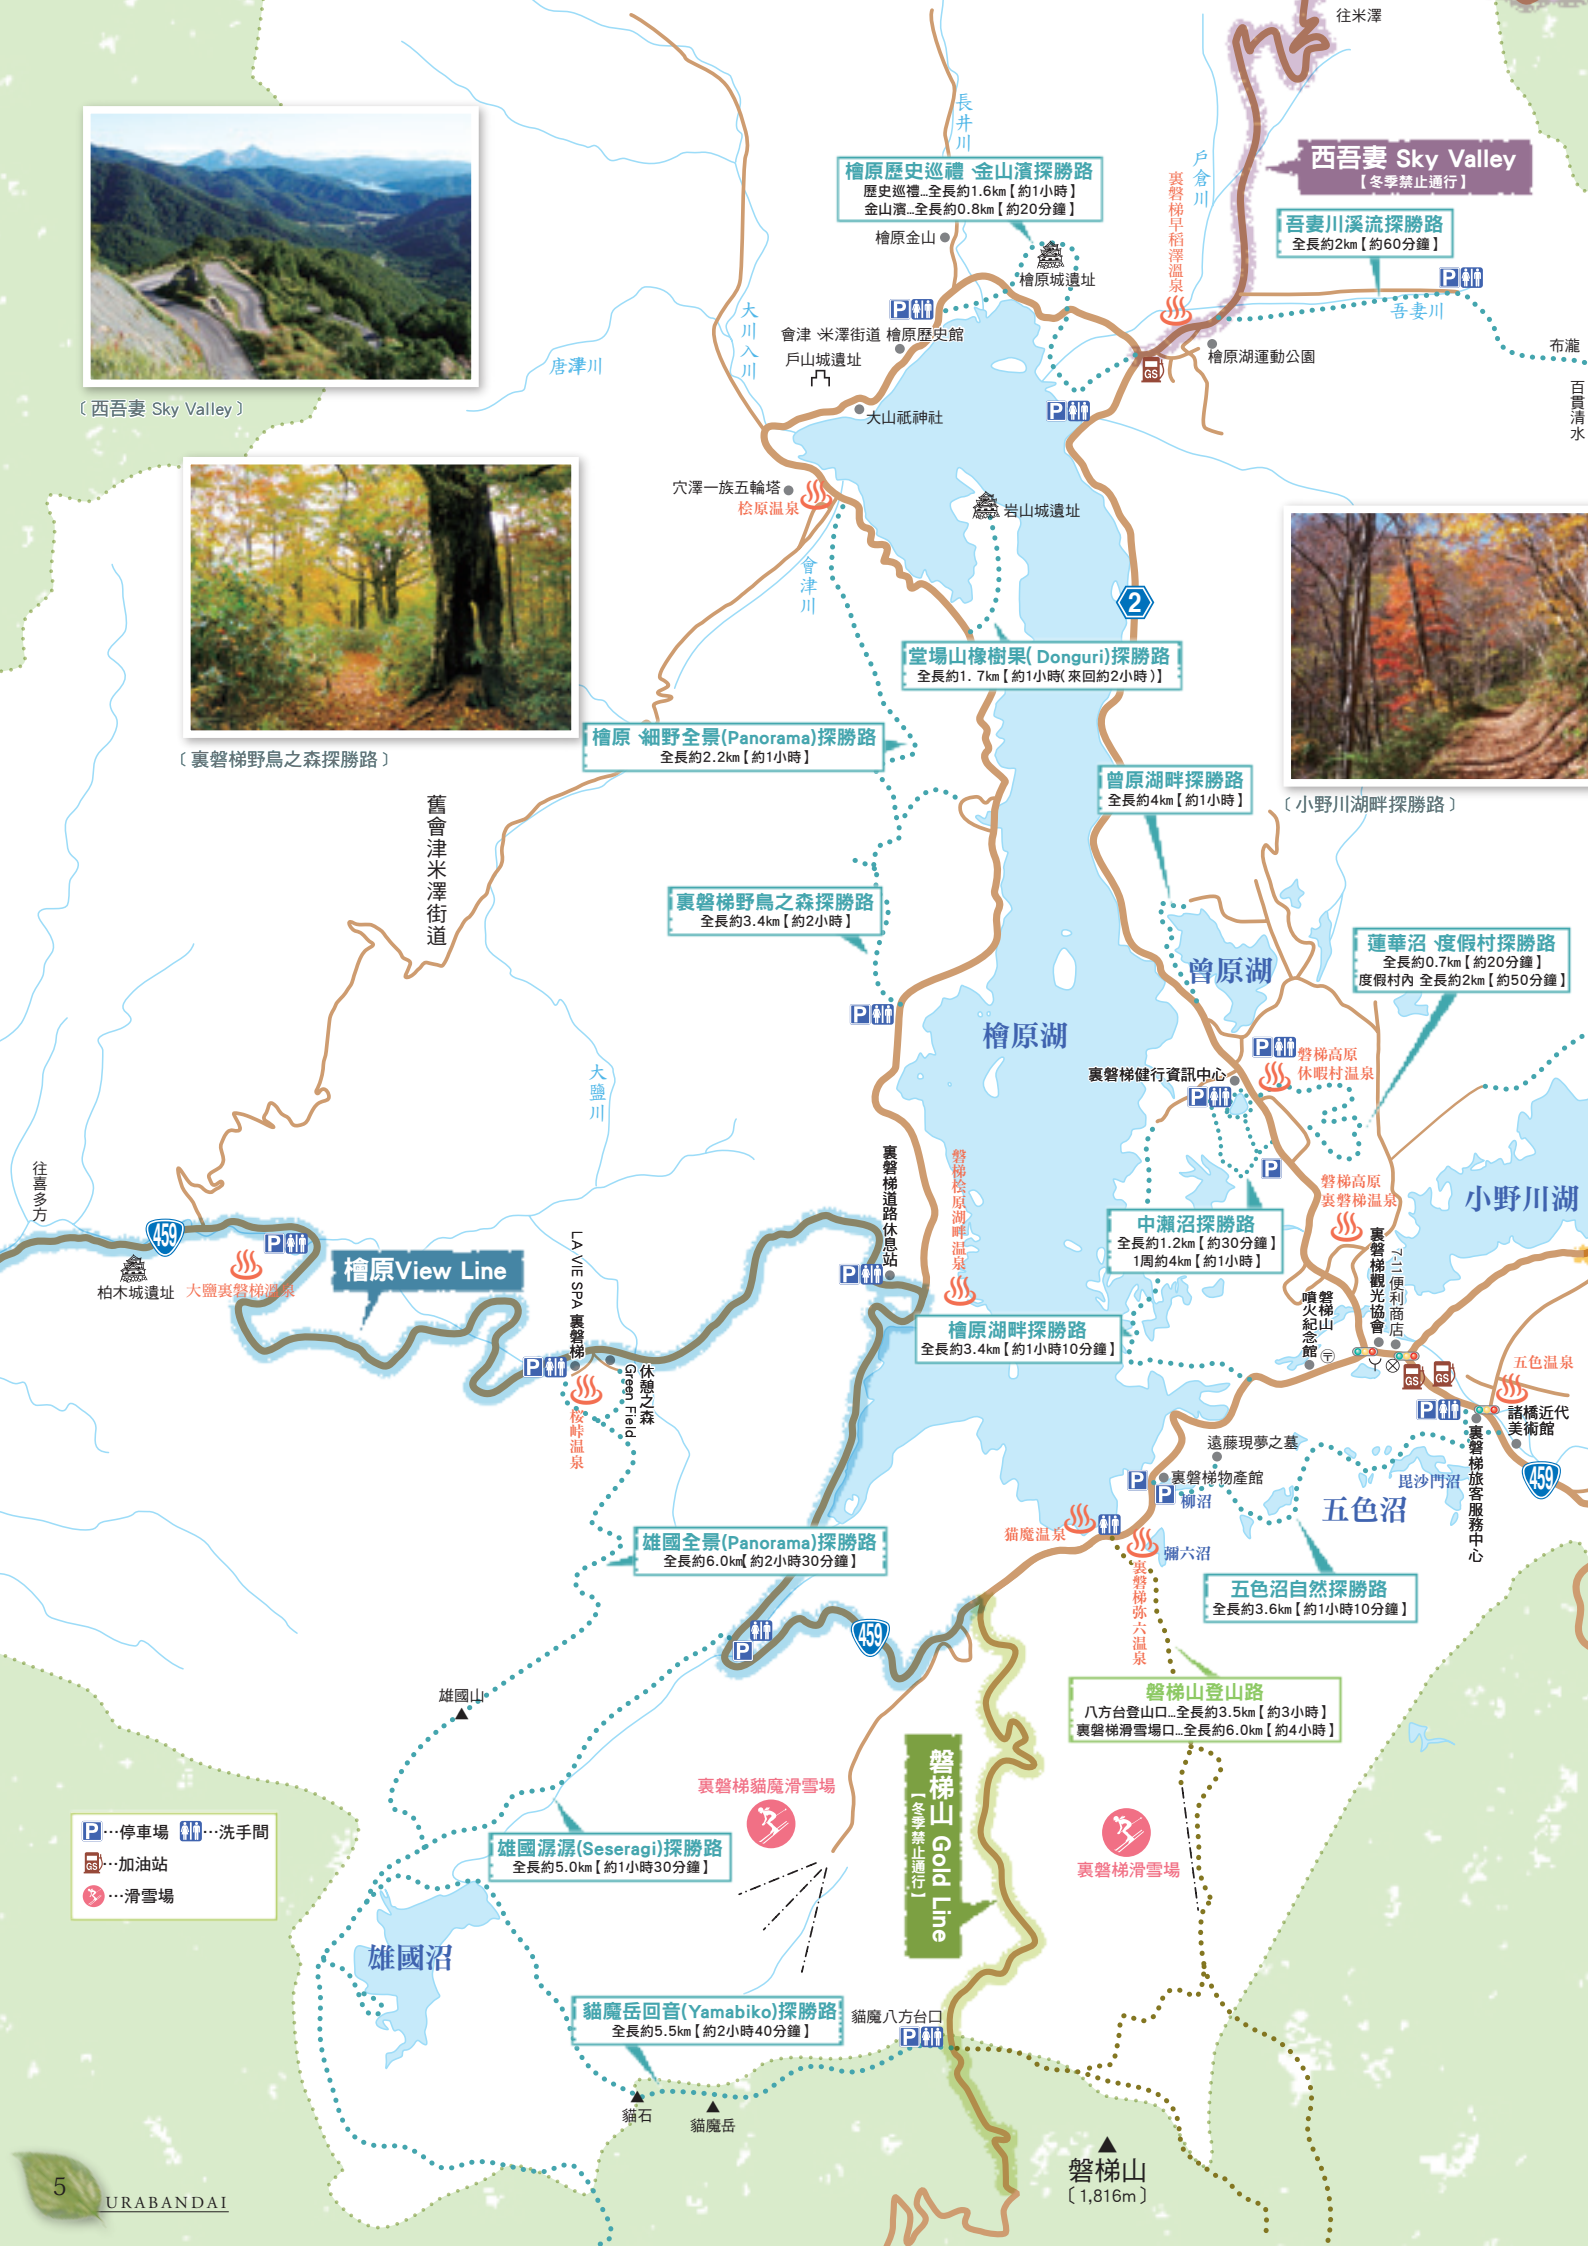 往米澤
長井川
戶倉川
西吾妻 Sky Valley
【冬季禁止通行】
檜原歷史巡禮 金山濱探勝路
歷史巡禮…全長約1.6km【約1小時】
金山濱…全長約0.8km【約20分鐘】
裏磐梯早稻澤溫泉
吾妻川溪流探勝路
全長約2km【約60分鐘】
檜原金山
檜原城遺址
吾妻川
大川入川
會津 米澤街道 檜原歷史館
戶山城遺址
布瀧
檜原湖運動公園
唐澤川
GS
百貫清水
〔 西吾妻 Sky Valley 〕
大山祇神社
穴澤一族五輪塔
桧原温泉
岩山城遺址
會津川
2
堂場山橡樹果( Donguri)探勝路
全長約1. 7km【約1小時( 來回約2小時 )】
檜原 細野全景(Panorama)探勝路
全長約2.2km【約1小時】
〔 裏磐梯野鳥之森探勝路 〕
曾原湖畔探勝路
全長約4km【約1小時】
〔 小野川湖畔探勝路 〕
舊會津米澤街道
裏磐梯野鳥之森探勝路
全長約3.4km【約2小時】
曾原湖
蓮華沼 度假村探勝路
全長約0.7km【約20分鐘】
度假村內 全長約2km【約50分鐘】
檜原湖
磐梯高原
休暇村温泉
裏磐梯健行資訊中心
大鹽川
往喜多方
裏磐梯道路休息站
磐梯桧原湖畔温泉
磐梯高原
裏磐梯温泉
小野川湖
中瀨沼探勝路
全長約1.2km【約30分鐘】
1周約4km【約1小時】
459
檜原View Line
柏木城遺址
大鹽裏磐梯溫泉
LA VIE SPA 裏磐梯
裏磐梯觀光協會
7-11便利商店
磐梯山
噴火紀念館
檜原湖畔探勝路
全長約3.4km【約1小時10分鐘】
休憩之森
Green Field
桜峠温泉
GS
GS
五色温泉
諸橋近代
美術館
遠藤現夢之墓
裏磐梯物產館
柳沼
毘沙門沼
五色沼
裏磐梯旅客服務中心
459
猫魔温泉
彌六沼
裏磐梯弥六温泉
雄國全景(Panorama)探勝路
全長約6.0km【約2小時30分鐘】
五色沼自然探勝路
全長約3.6km【約1小時10分鐘】
459
雄國山
磐梯山登山路
八方台登山口…全長約3.5km【約3小時】
裏磐梯滑雪場口…全長約6.0km【約4小時】
磐梯山 Gold Line
【冬季禁止通行】
裏磐梯貓魔滑雪場
裏磐梯滑雪場
P…停車場 …洗手間
GS…加油站
…滑雪場
雄國潺潺(Seseragi)探勝路
全長約5.0km【約1小時30分鐘】
雄國沼
貓魔岳回音(Yamabiko)探勝路
全長約5.5km【約2小時40分鐘】
貓魔八方台口
貓石
貓魔岳
磐梯山
〔 1,816m 〕
5
URABANDAI